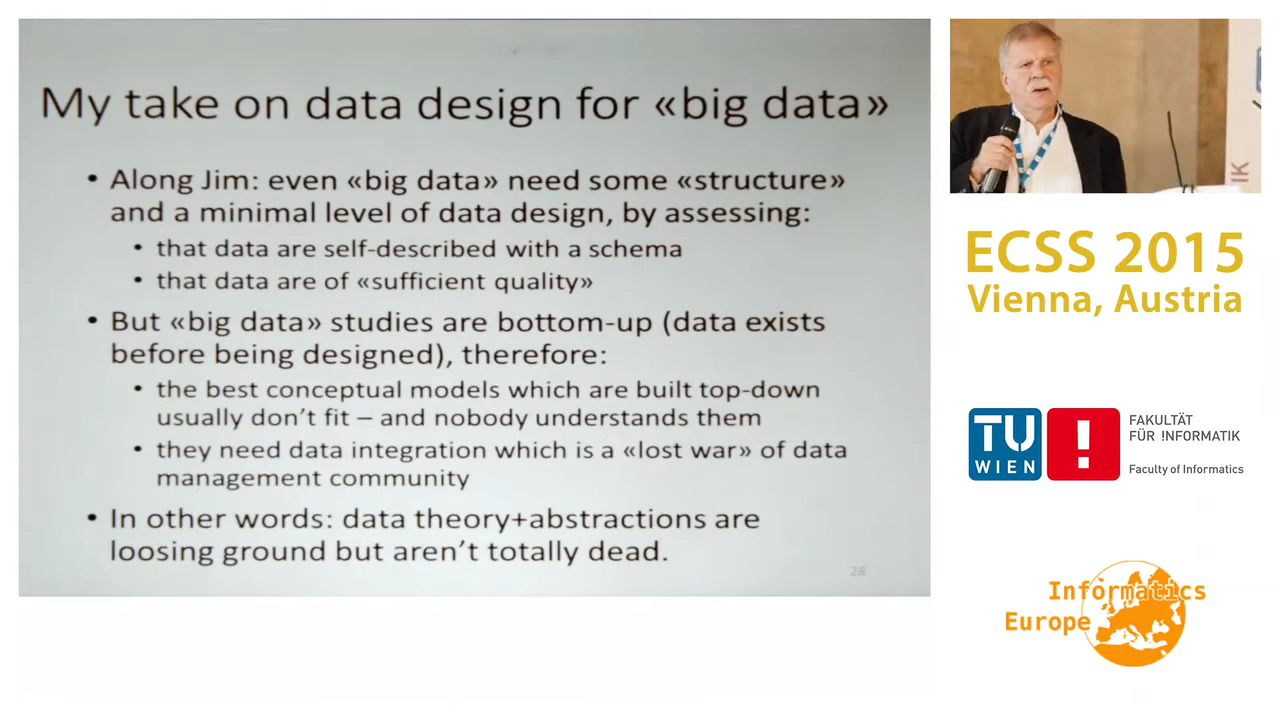 My take on data design for «big data»
• Along Jim: even «big data» need some «structure»
and a minimal level of data design, by assessing:
• that data are self-described with a schema
• that data are of «sufficient quality»
• But «big data» studies are bottom-up (data exists
before being designed), therefore:
• the best conceptual models which are built top-down
usually don't fit – and nobody understands them
• they need data integration which is a «lost war» of data
management community
• In other words: data theory+abstractions are
loosing ground but aren't totally dead.
28
IK
ECSS 2015
Vienna, Austria
TU
WIEN
!
FAKULTÄT
FÜR !NFORMATIK
Faculty of Informatics
Informatics
Europe